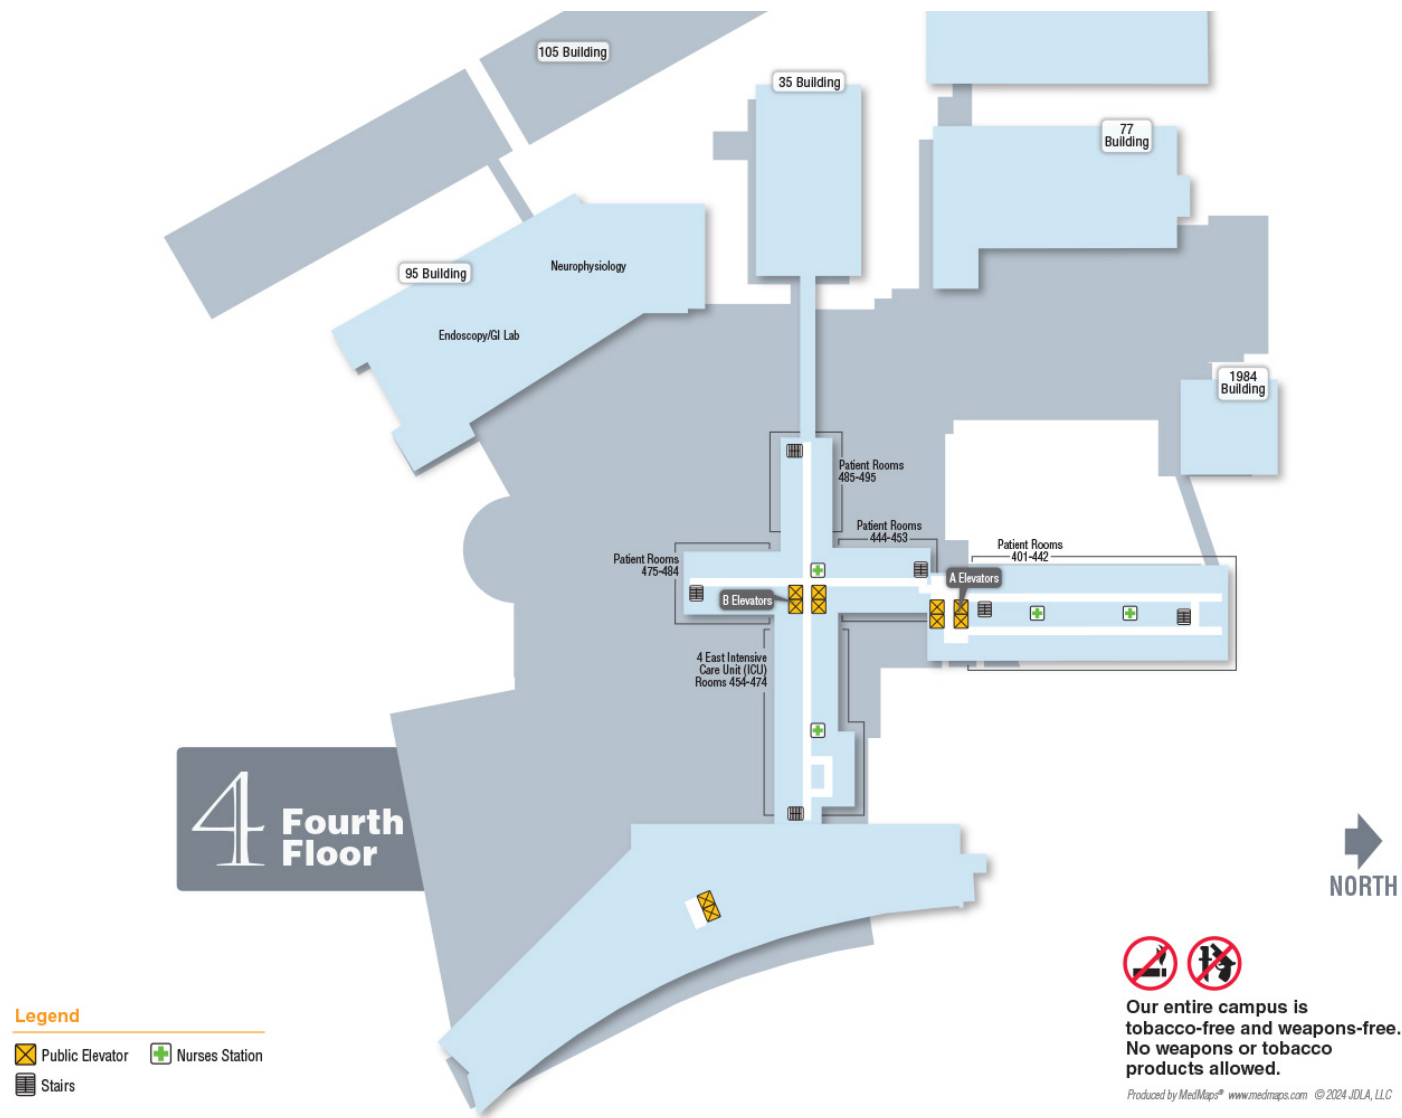 105 Building
35 Building
77
Building
95 Building
Neurophysiology
Endoscopy/GI Lab
1984
Building
Patient Rooms
485-495
Patient Rooms
444-453
Patient Rooms
401-442
Patient Rooms
475-484
A Elevators
B Elevators
4 East Intensive
Care Unit (ICU)
Rooms 454-474
4 Fourth
Floor
NORTH
Legend
Public Elevator
Nurses Station
Stairs
Our entire campus is
tobacco-free and weapons-free.
No weapons or tobacco
products allowed.
Produced by MedMaps® www.medmaps.com © 2024 JDLA, LLC